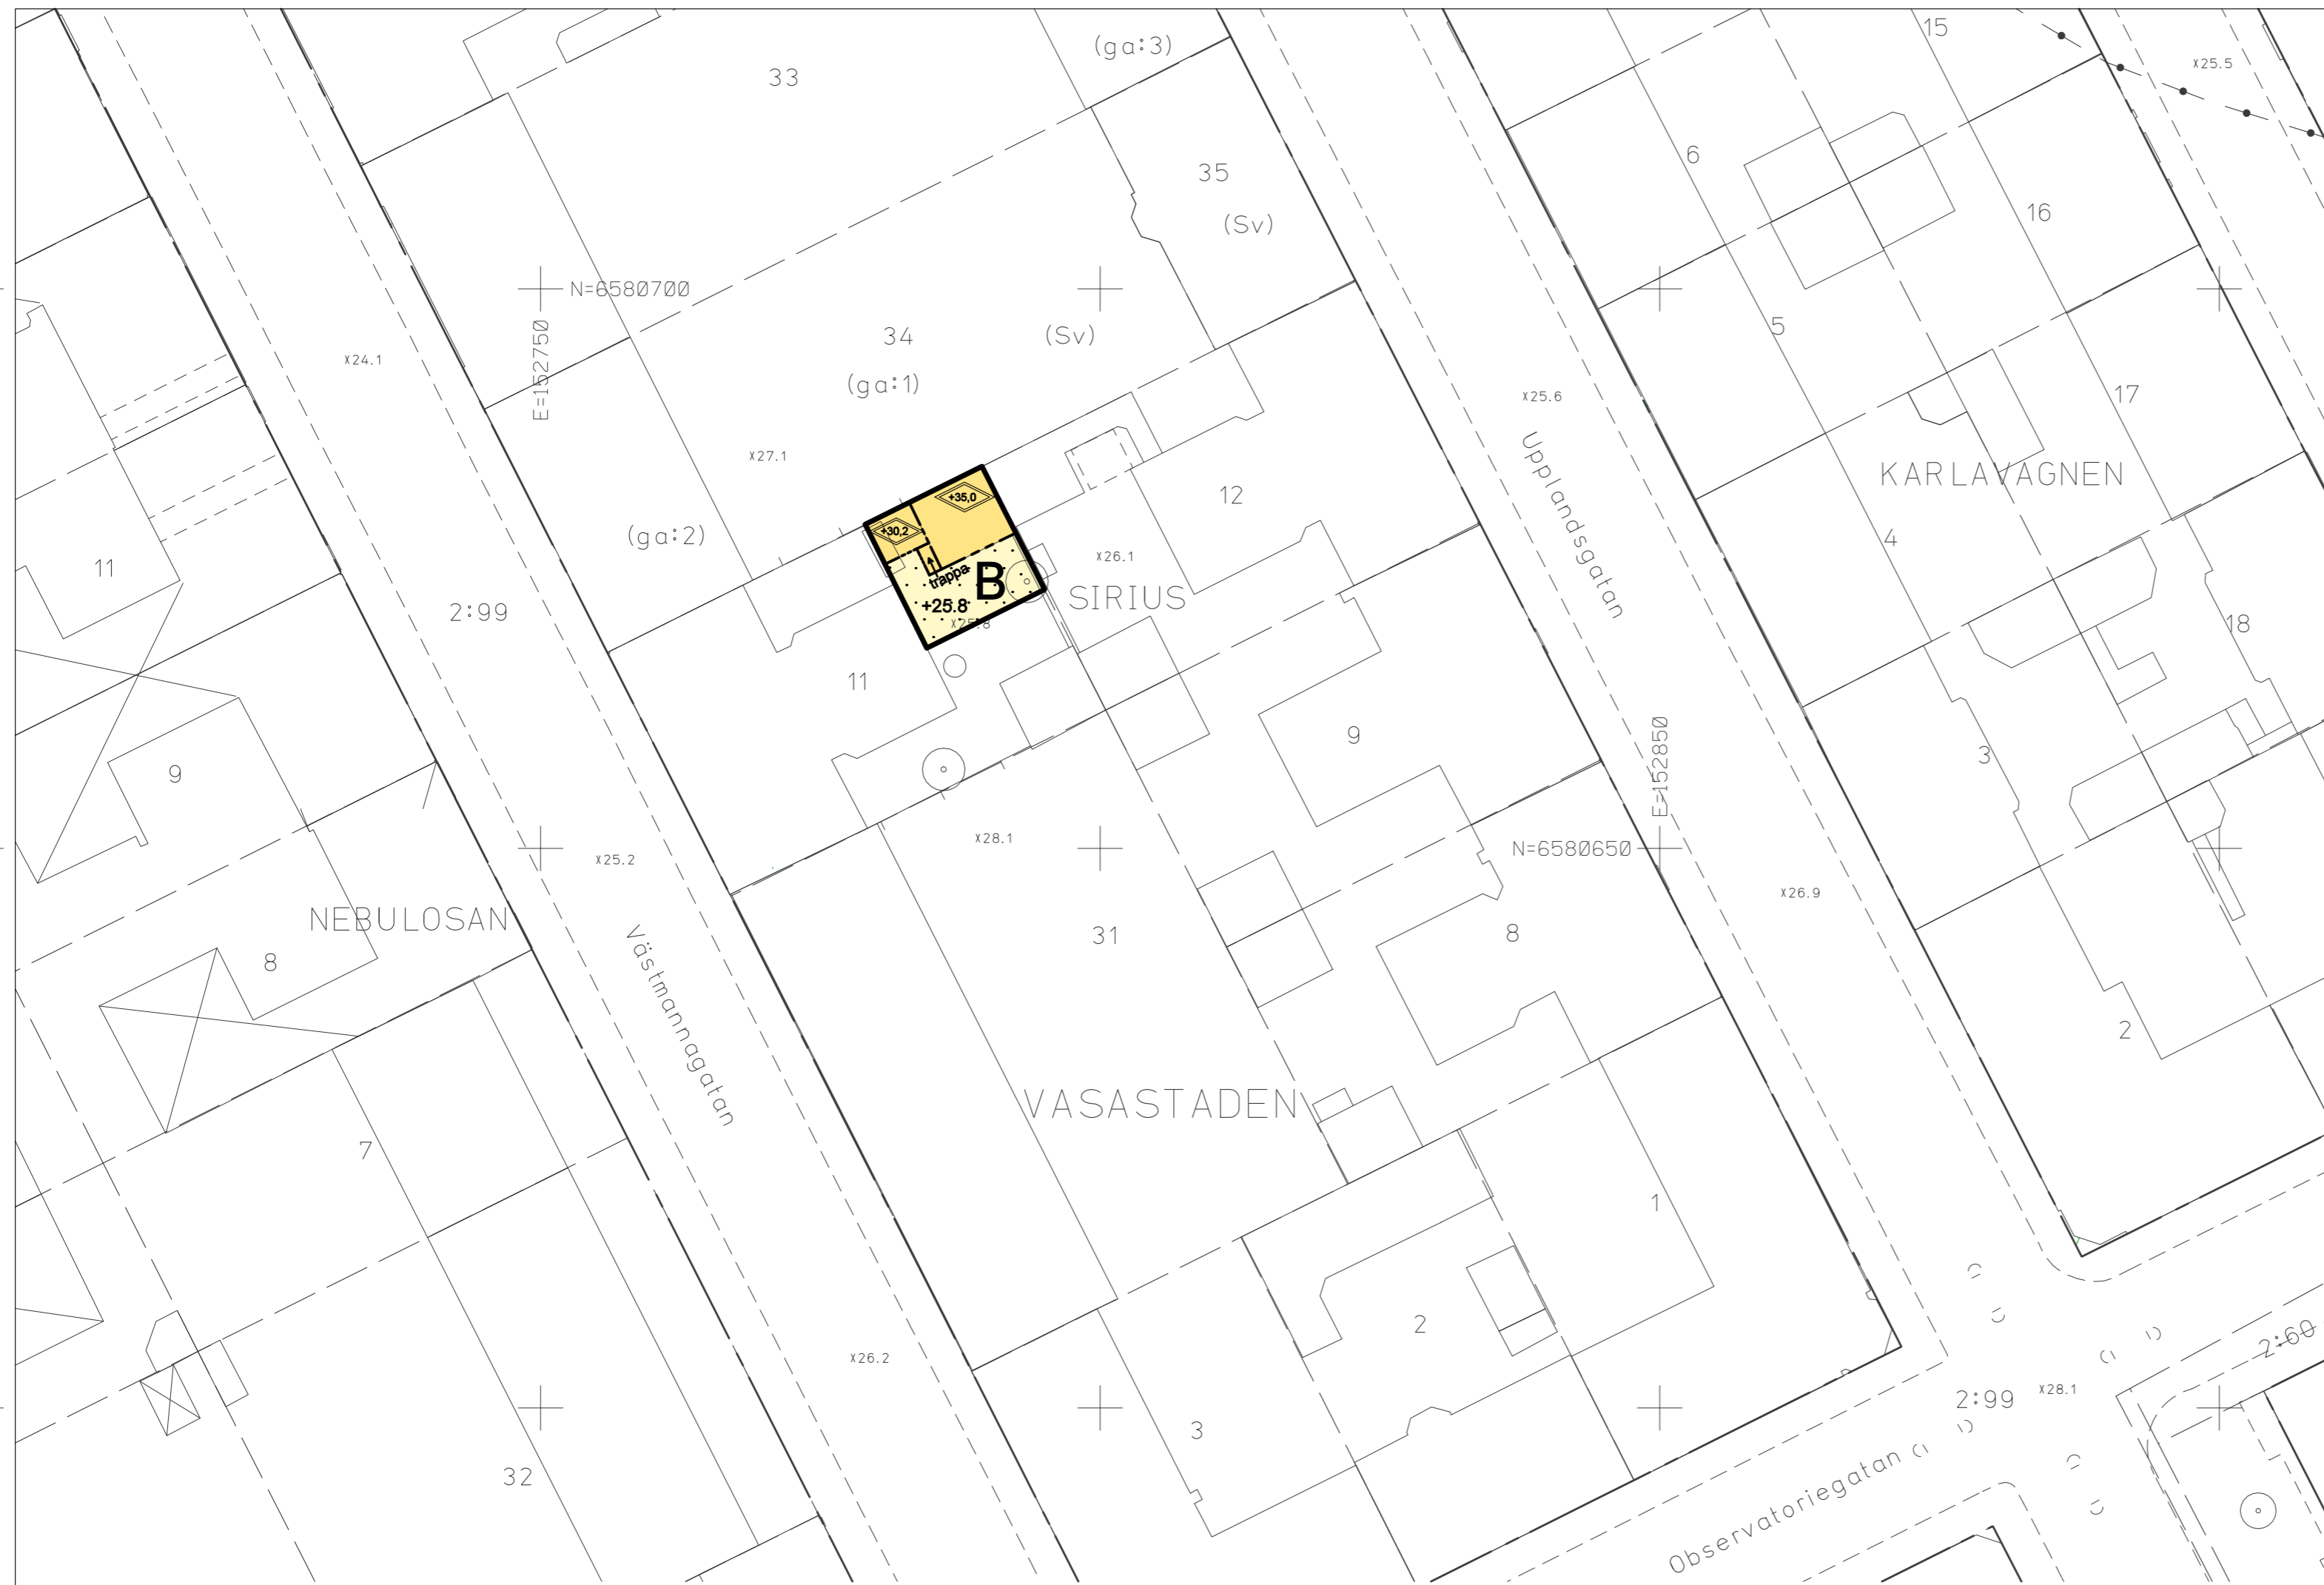 15
(ga:3)
x25.5
33
6
35
16
(Sv)
N=6580700
5
34
(Sv)
x24.1
E=152750
(ga:1)
x25.6
17
x27.1
Upplandsgatan
KARLAVAGNEN
+35,0
12
+30,2
(ga:2)
4
x26.1
11
trappa
B
SIRIUS
2:99
+25.8
x25.8
18
11
9
E=152850
3
9
x28.1
N=6580650
x25.2
x26.9
NEBULOSAN
Västmannagatan
31
8
8
2
VASASTADEN
7
1
2
2:60
x26.2
2:99
x28.1
3
32
Observatoriegatan